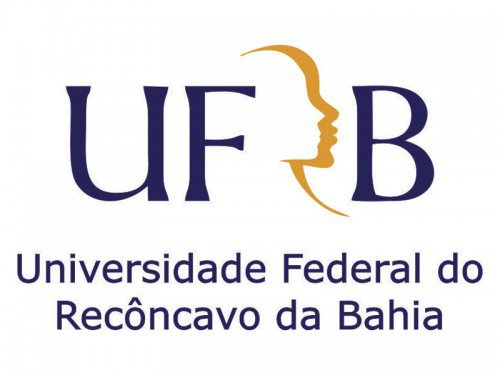 UFRB
Universidade Federal do
Recôncavo da Bahia